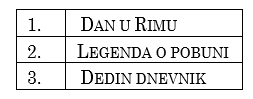 1. DAN U RIMU
2. LEGENDA O POBUNI
3. DEDIN DNEVNIK